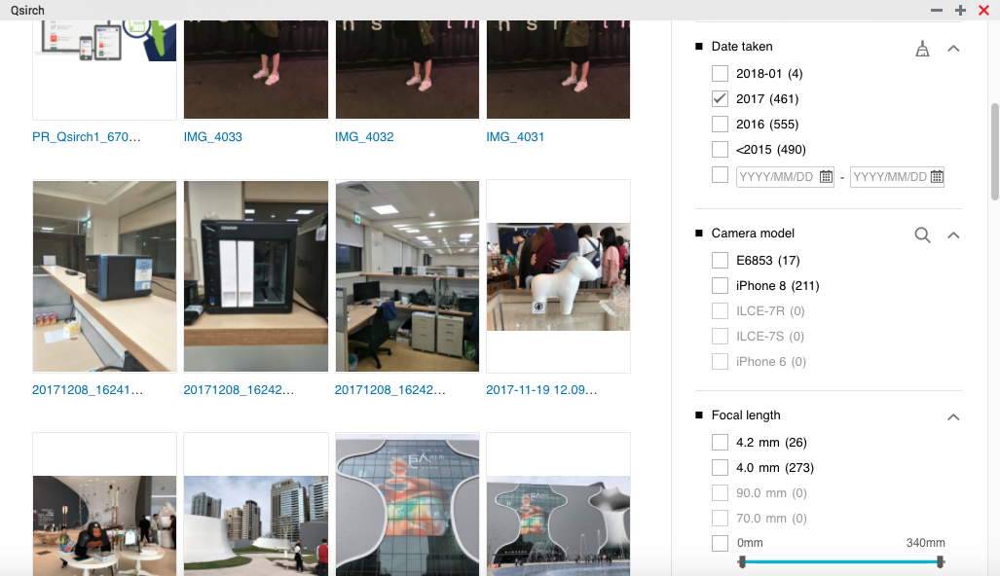 Qsirch
PR_Qsirch1_670...
IMG_4033
IMG_4032
IMG_4031
20171208_16241...
20171208_16242...
20171208_16242...
2017-11-19 12.09...
Date taken
2018-01 (4)
2017 (461)
2016 (555)
<2015 (490)
YYYY/MM/DD - YYYY/MM/DD
Camera model
E6853 (17)
iPhone 8 (211)
ILCE-7R (0)
ILCE-7S (0)
iPhone 6 (0)
Focal length
4.2 mm (26)
4.0 mm (273)
90.0 mm (0)
70.0 mm (0)
0mm 340mm